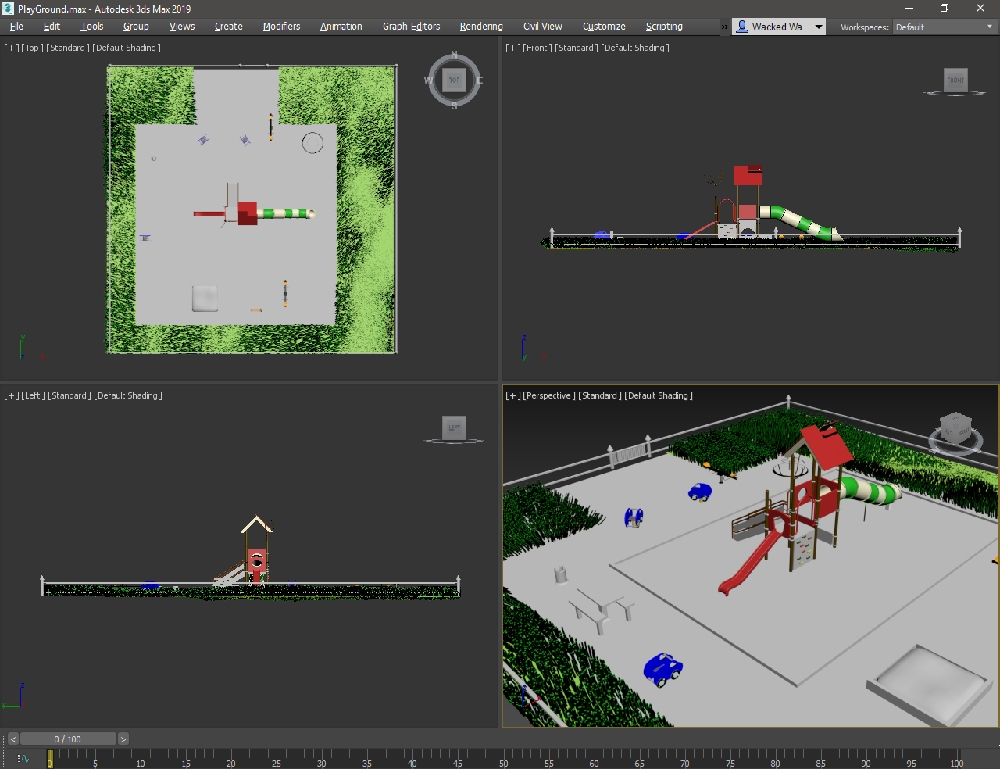 PlayGround.max - Autodesk 3ds Max 2019
File Edit Tools Group Views Create Modifiers Animation Graph Editors Rendering Civil View Customize Scripting » Wacked Wa Workspaces: Default
[+] [Top] [Standard] [Default Shading]
N
W TOP E
S
[+] [Front] [Standard] [Default Shading]
FRONT
[+] [Left] [Standard] [Default Shading]
LEFT
[+] [Perspective] [Standard] [Default Shading]
< 0 / 100 >
0 5 10 15 20 25 30 35 40 45 50 55 60 65 70 75 80 85 90 95 100